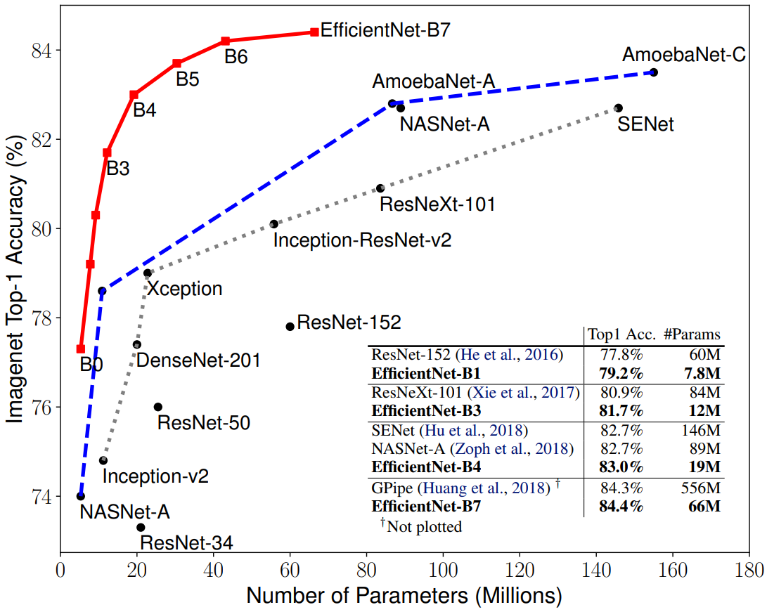 84
82
80
78
76
74
0
20
40
60
80
100
120
140
160
180
Imagenet Top-1 Accuracy (%)
Number of Parameters (Millions)
EfficientNet-B7
B6
B5
B4
B3
B0
AmoebaNet-C
AmoebaNet-A
NASNet-A
SENet
ResNeXt-101
Inception-ResNet-v2
Xception
ResNet-152
DenseNet-201
ResNet-50
Inception-v2
NASNet-A
ResNet-34
Top1 Acc. #Params
ResNet-152 (He et al., 2016) 77.8% 60M
EfficientNet-B1 79.2% 7.8M
ResNeXt-101 (Xie et al., 2017) 80.9% 84M
EfficientNet-B3 81.7% 12M
SENet (Hu et al., 2018) 82.7% 146M
NASNet-A (Zoph et al., 2018) 82.7% 89M
EfficientNet-B4 83.0% 19M
GPipe (Huang et al., 2018) † 84.3% 556M
EfficientNet-B7 84.4% 66M
†Not plotted